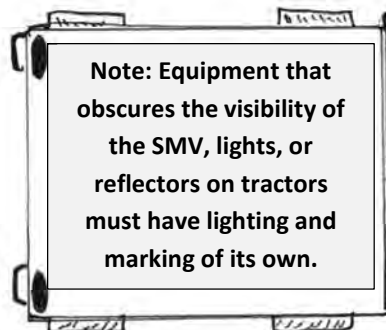 Note: Equipment that
obscures the visibility of
the SMV, lights, or
reflectors on tractors
must have lighting and
marking of its own.